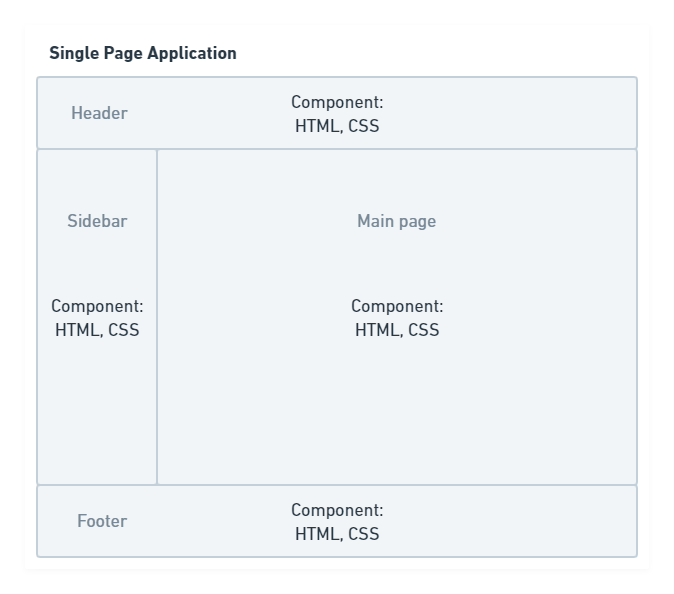 Single Page Application
Header
Component:
HTML, CSS
Sidebar
Component:
HTML, CSS
Main page
Component:
HTML, CSS
Footer
Component:
HTML, CSS